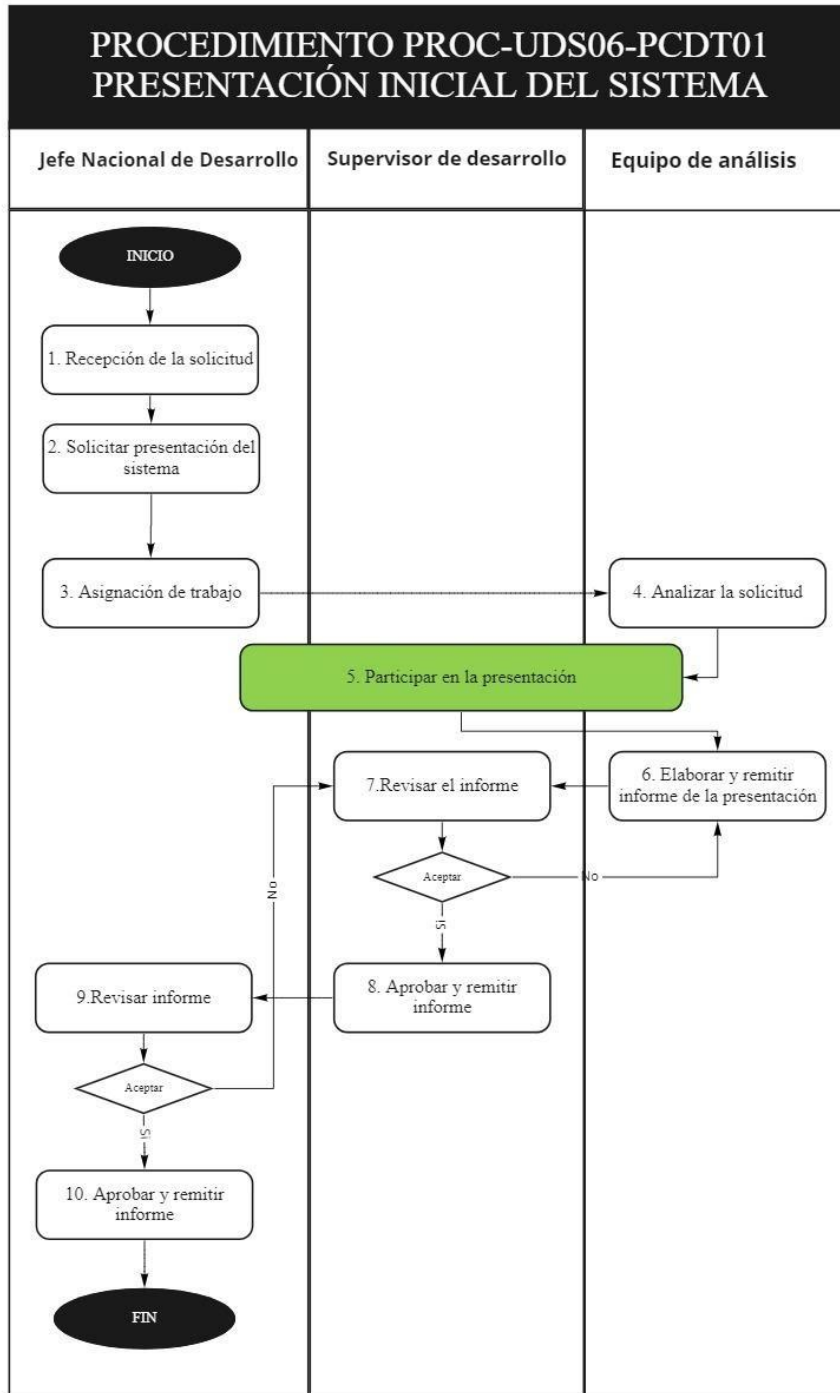 PROCEDIMIENTO PROC-UDS06-PCDT01
PRESENTACIÓN INICIAL DEL SISTEMA
Jefe Nacional de Desarrollo
Supervisor de desarrollo
Equipo de análisis
INICIO
1. Recepción de la solicitud
2. Solicitar presentación del
sistema
3. Asignación de trabajo
4. Analizar la solicitud
5. Participar en la presentación
6. Elaborar y remitir
informe de la presentación
7.Revisar el informe
Aceptar
No
No
Si
8. Aprobar y remitir
informe
9.Revisar informe
Aceptar
Si
10. Aprobar y remitir
informe
FIN